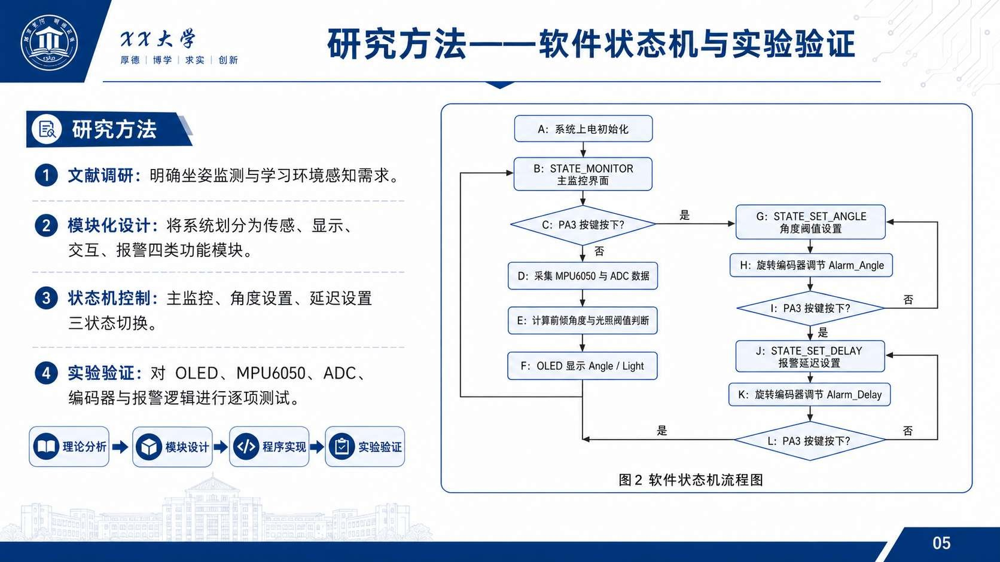 XX大学
厚德 | 博学 | 求实 | 创新
研究方法——软件状态机与实验验证
研究方法
1 文献调研：明确坐姿监测与学习环境感知需求。
2 模块化设计：将系统划分为传感、显示、
交互、报警四类功能模块。
3 状态机控制：主监控、角度设置、延迟设置
三状态切换。
4 实验验证：对 OLED、MPU6050、ADC、
编码器与报警逻辑进行逐项测试。
理论分析
模块设计
程序实现
实验验证
A：系统上电初始化
B：STATE_MONITOR
主监控界面
C：PA3 按键按下？
是
否
D：采集 MPU6050 与 ADC 数据
E：计算前倾角度与光照阀值判断
F：OLED 显示 Angle / Light
G：STATE_SET_ANGLE
角度阀值设置
H：旋转编码器调节 Alarm_Angle
I：PA3 按键按下？
否
是
J：STATE_SET_DELAY
报警延迟设置
K：旋转编码器调节 Alarm_Delay
L：PA3 按键按下？
是
否
图2 软件状态机流程图
05